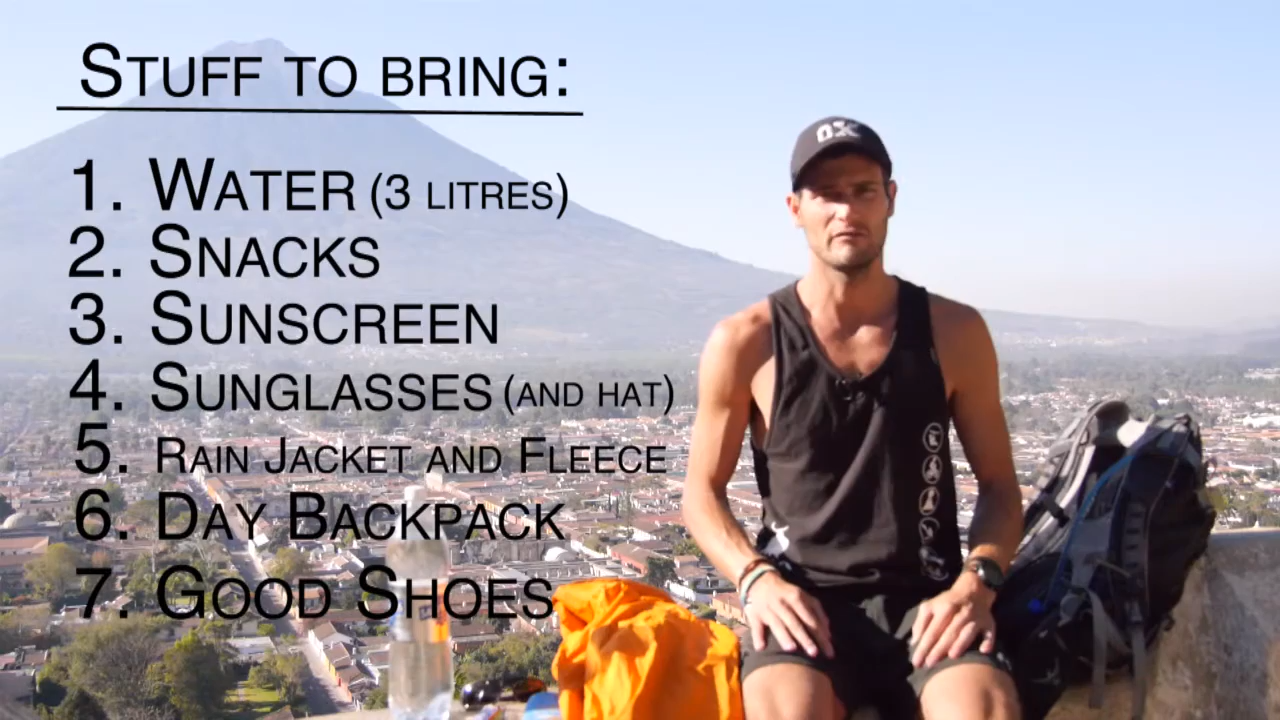 STUFF TO BRING:
1. WATER (3 LITRES)
2. SNACKS
3. SUNSCREEN
4. SUNGLASSES (AND HAT)
5. RAIN JACKET AND FLEECE
6. DAY BACKPACK
7. GOOD SHOES
OX